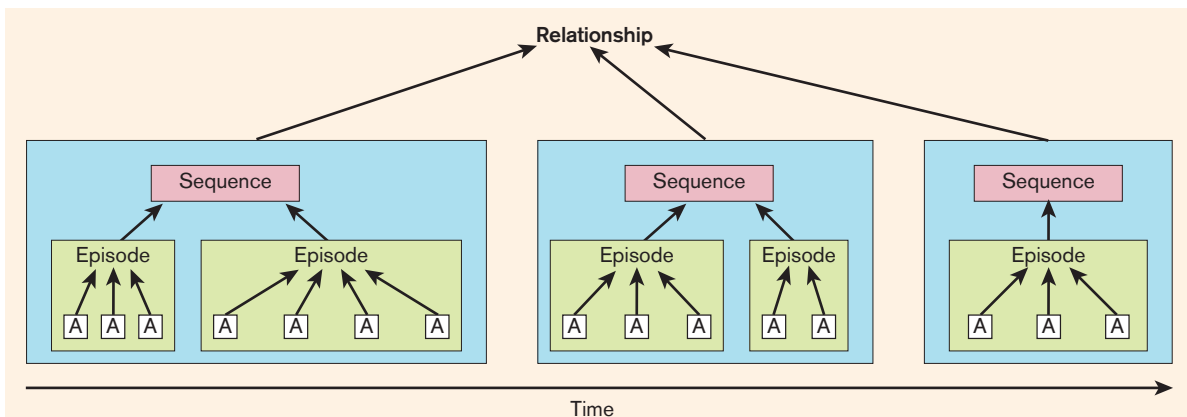 Relationship
Sequence Sequence Sequence
Episode Episode Episode Episode Episode
A A A A A A A A A A A A A A A
Time